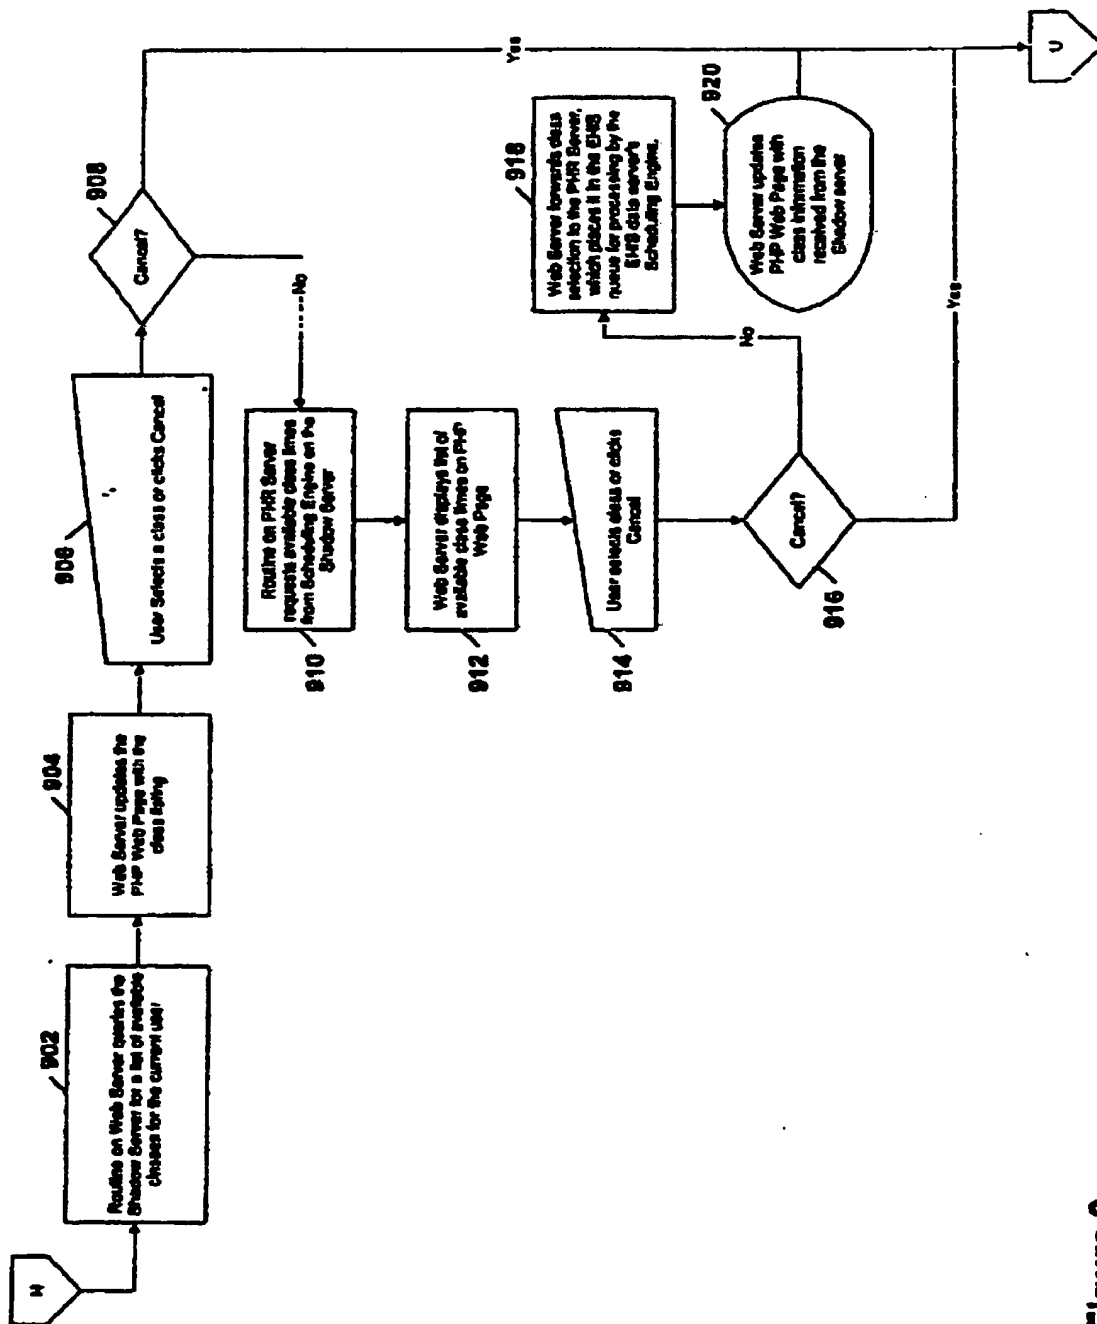 902
Routine on Web Server queries the
Shadow Server for a list of available
classes for the current user
904
Web Server updates the
PHP Web Page with the
class listing
906
User Selects a class or clicks Cancel
908
Cancel?
Yes
No
910
Routine on PHR Server
requests available class times
from Scheduling Engine on the
Shadow Server
912
Web Server displays list of
available class times on PHP
Web Page
914
User selects class or clicks
Cancel
916
Cancel?
No
Yes
918
Web Server forwards class
selection to the PHR Server,
which places it in the EMS
queue for processing by the
EMS data server's
Scheduling Engine.
920
Web Server updates
PHP Web Page with
class information
received from the
Shadow server
U